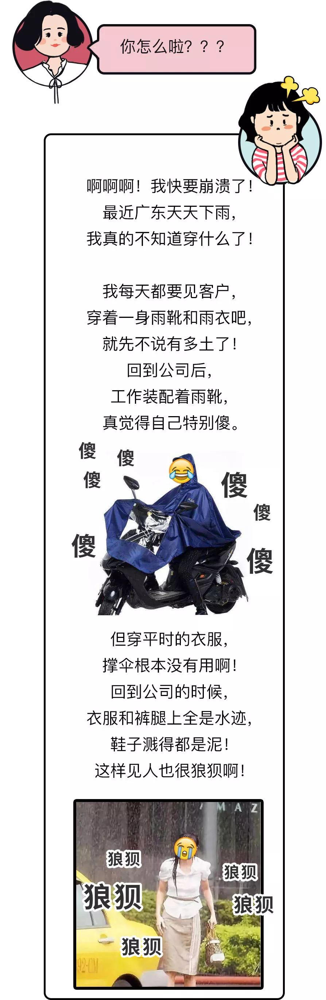 你怎么啦？？？
啊啊啊！我快要崩溃了！
最近广东天天下雨，
我真的不知道穿什么了！
我每天都要见客户，
穿着一身雨靴和雨衣吧，
就先不说有多土了！
回到公司后，
工作装配着雨靴，
真觉得自己特别傻。
傻
傻
傻
傻
傻
傻
傻
但穿平时的衣服，
撑伞根本没有用啊！
回到公司的时候，
衣服和裤腿上全是水迹，
鞋子溅得都是泥！
这样见人也很狼狈啊！
AMAZ
狼狈
狼狈
狼狈
狼狈
狼狈
92-CM